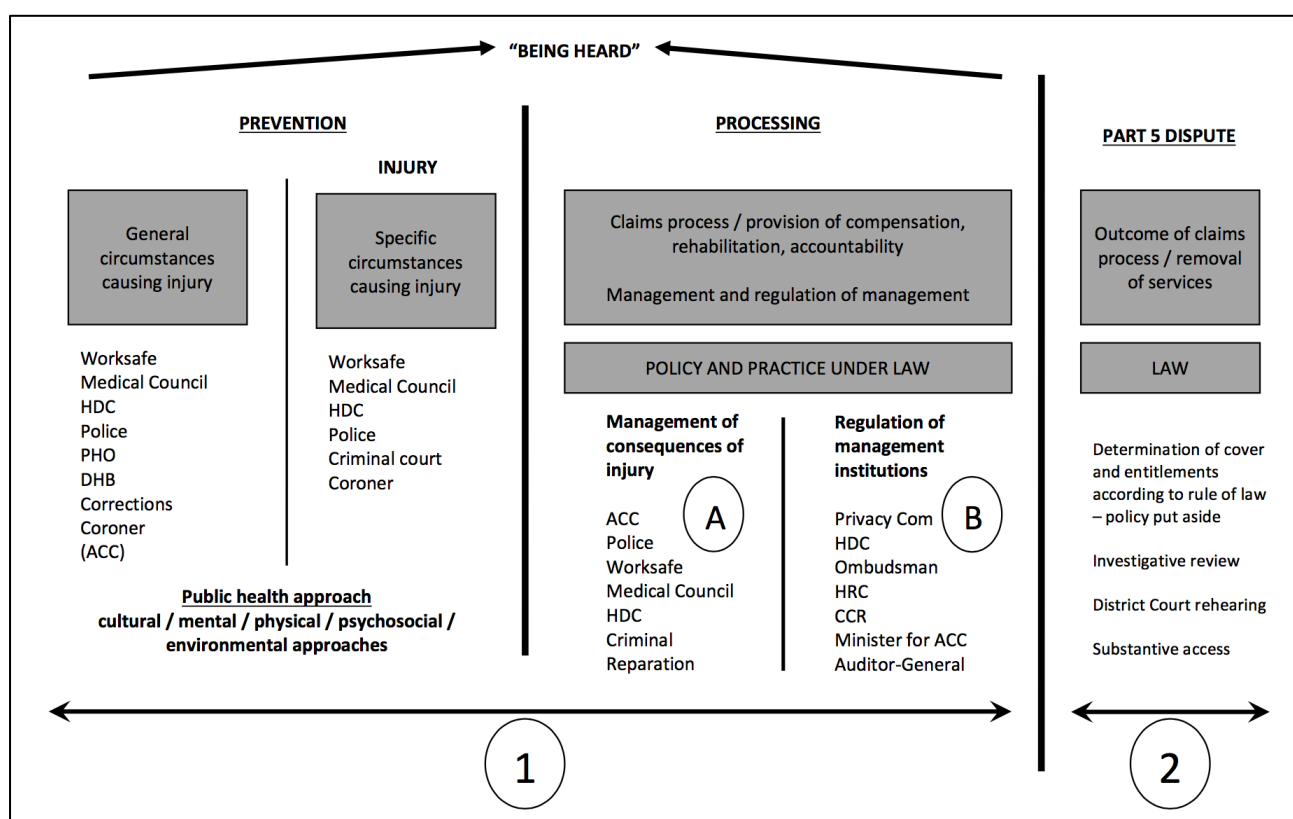 “BEING HEARD”
PREVENTION
INJURY
General
circumstances
causing injury
Specific
circumstances
causing injury
Worksafe
Medical Council
HDC
Police
PHO
DHB
Corrections
Coroner
(ACC)
Worksafe
Medical Council
HDC
Police
Criminal court
Coroner
Public health approach
cultural / mental / physical / psychosocial /
environmental approaches
PROCESSING
Claims process / provision of compensation,
rehabilitation, accountability
Management and regulation of management
POLICY AND PRACTICE UNDER LAW
Management of
consequences of
injury
A
ACC
Police
Worksafe
Medical Council
HDC
Criminal
Reparation
Regulation of
management
institutions
B
Privacy Com
HDC
Ombudsman
HRC
CCR
Minister for ACC
Auditor-General
1
PART 5 DISPUTE
Outcome of claims
process / removal
of services
LAW
Determination of cover
and entitlements
according to rule of law
– policy put aside
Investigative review
District Court rehearing
Substantive access
2